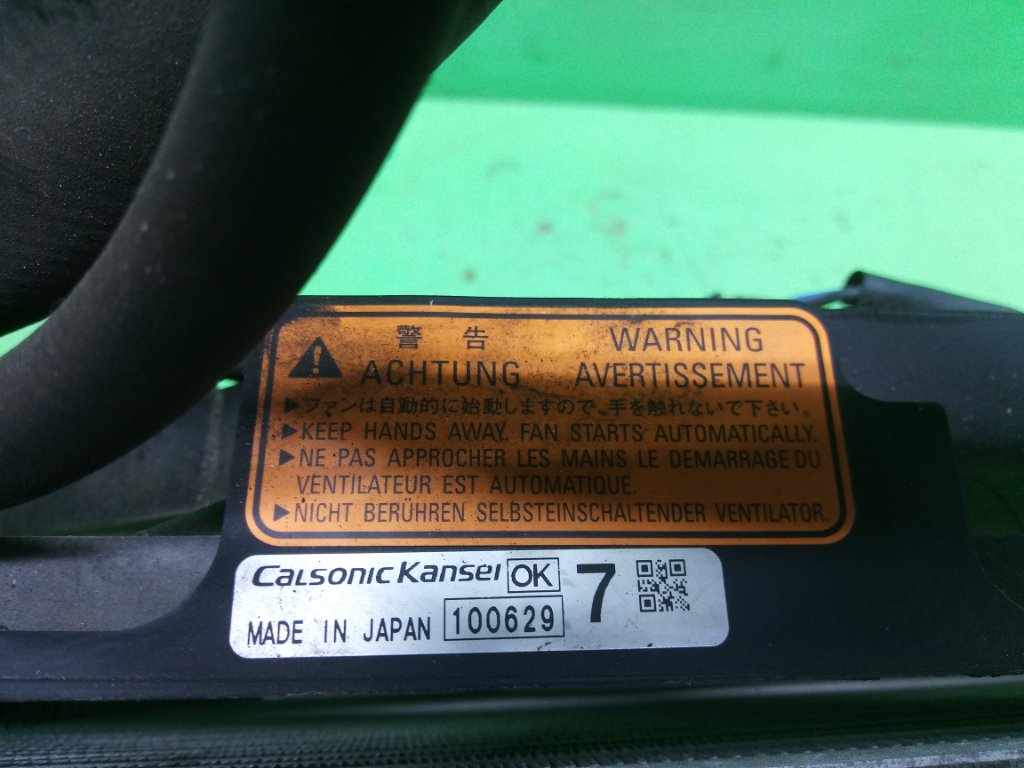 警告 WARNING
ACHTUNG AVERTISSEMENT
▶ファンは自動的に始動しますので、手を触れないで下さい。
▶KEEP HANDS AWAY. FAN STARTS AUTOMATICALLY.
▶NE PAS APPROCHER LES MAINS LE DEMARRAGE DU
VENTILATEUR EST AUTOMATIQUE.
▶NICHT BERÜHREN SELBSTEINSCHALTENDER VENTILATOR.
CALSONIC KANSEI OK 7
MADE IN JAPAN 100629